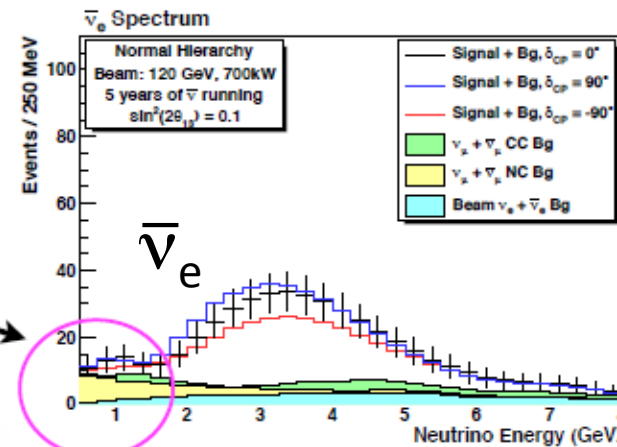 ν̅e Spectrum
Normal Hierarchy
Beam: 120 GeV, 700kW
5 years of ν̅ running
sin²(2θ₁₃) = 0.1
Signal + Bg, δCP = 0°
Signal + Bg, δCP = 90°
Signal + Bg, δCP = -90°
νμ + ν̅μ CC Bg
νμ + ν̅μ NC Bg
Beam νe + ν̅e Bg
Events / 250 MeV
100
80
60
40
20
0
ν̅e
1 2 3 4 5 6 7
Neutrino Energy (GeV